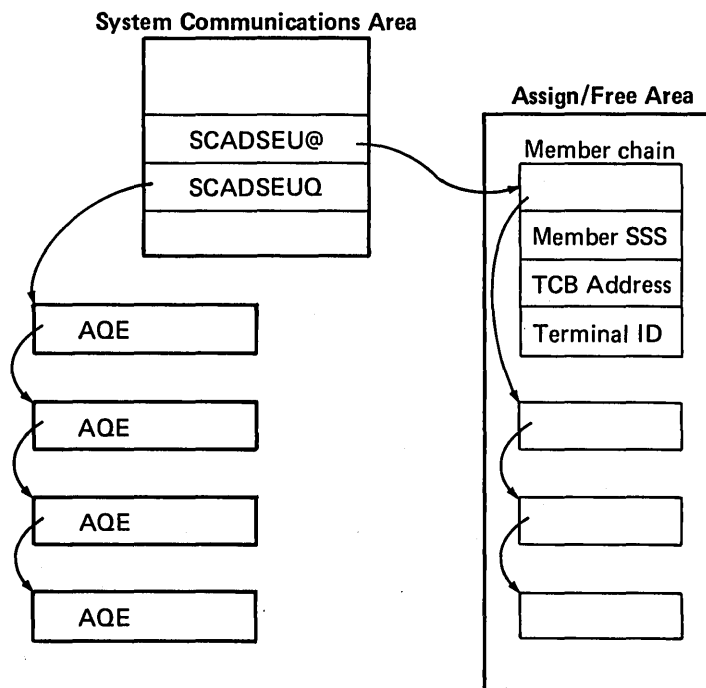 System Communications Area
SCADSEU@
SCADSEUQ
AQE
AQE
AQE
AQE
Assign/Free Area
Member chain
Member SSS
TCB Address
Terminal ID